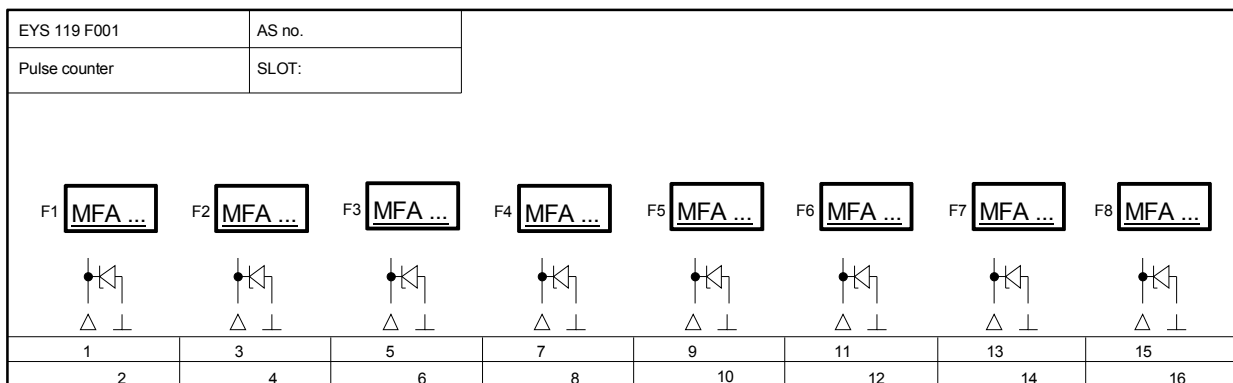 EYS 119 F001 AS no.
Pulse counter SLOT:
F1 MFA ... F2 MFA ... F3 MFA ... F4 MFA ... F5 MFA ... F6 MFA ... F7 MFA ... F8 MFA ...
1 3 5 7 9 11 13 15
2 4 6 8 10 12 14 16